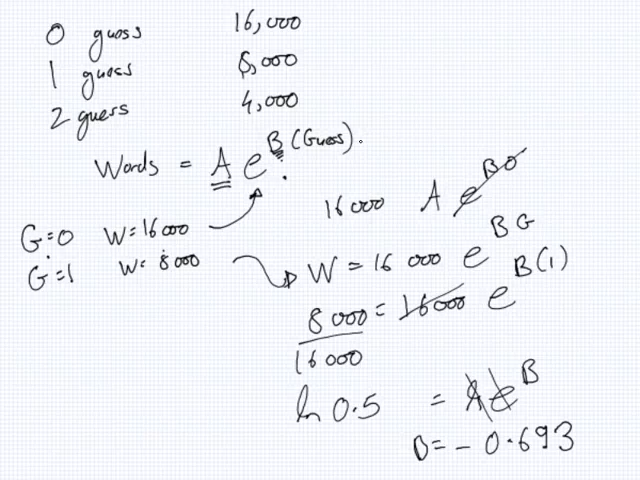 0 guess 16,000
1 guess 8,000
2 guess 4,000
Words = A e^B(Guess).
16000 A e^B0
G=0 W=16000
G=1 W=8000
W = 16 000 e^BG
8000 = 16000 e^B(1)
16000
ln 0.5 = A e^B
B = - 0.693